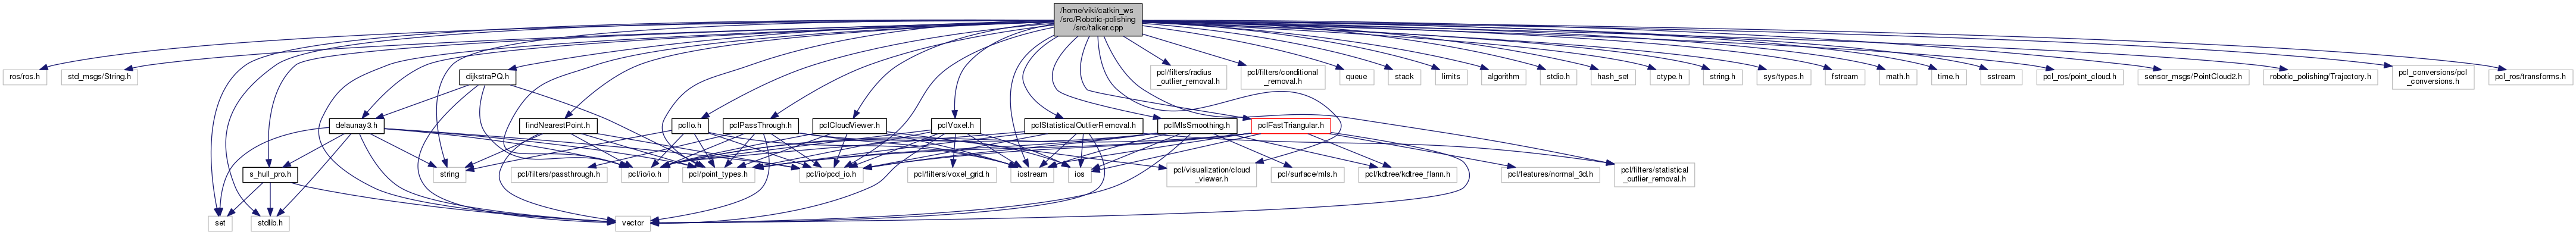 /home/viki/catkin_ws
/src/Robotic-polishing
/src/talker.cpp
ros/ros.h
std_msgs/String.h
dijkstraPQ.h
pcl/filters/radius
_outlier_removal.h
pcl/filters/conditional
_removal.h
queue
stack
limits
algorithm
stdio.h
hash_set
ctype.h
string.h
sys/types.h
fstream
math.h
time.h
sstream
pcl_ros/point_cloud.h
sensor_msgs/PointCloud2.h
robotic_polishing/Trajectory.h
pcl_conversions/pcl
_conversions.h
pcl_ros/transforms.h
delaunay3.h
findNearestPoint.h
pclIo.h
pclPassThrough.h
pclCloudViewer.h
pclVoxel.h
pclStatisticalOutlierRemoval.h
pclMlsSmoothing.h
pclFastTriangular.h
s_hull_pro.h
string
pcl/filters/passthrough.h
pcl/io/io.h
pcl/point_types.h
pcl/io/pcd_io.h
pcl/filters/voxel_grid.h
iostream
ios
pcl/visualization/cloud
_viewer.h
pcl/surface/mls.h
pcl/kdtree/kdtree_flann.h
pcl/features/normal_3d.h
pcl/filters/statistical
_outlier_removal.h
set
stdlib.h
vector